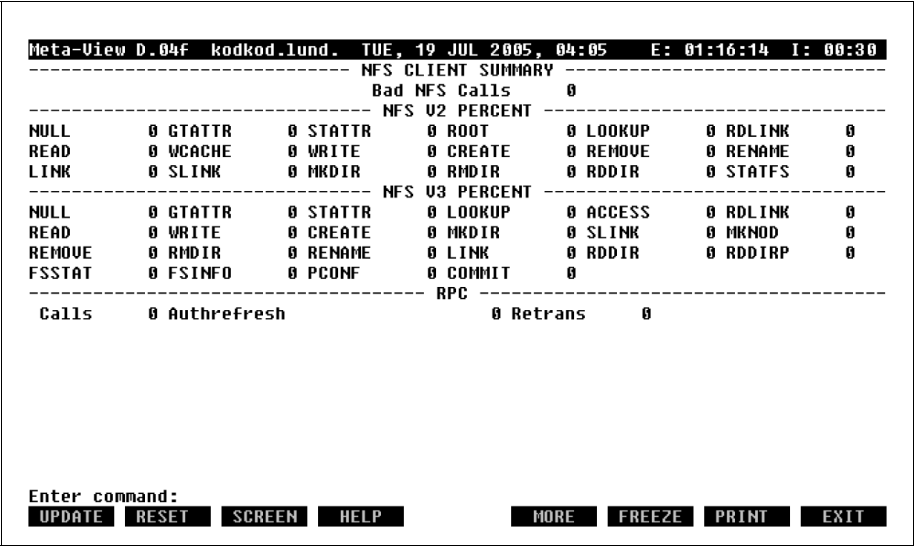 Meta-View D.04f kodkod.lund. TUE, 19 JUL 2005, 04:05 E: 01:16:14 I: 00:30
------------------------------ NFS CLIENT SUMMARY ------------------------------
Bad NFS Calls 0
-------------------------------- NFS V2 PERCENT --------------------------------
NULL 0 GTATTR 0 STATTR 0 ROOT 0 LOOKUP 0 RDLINK 0
READ 0 WCACHE 0 WRITE 0 CREATE 0 REMOVE 0 RENAME 0
LINK 0 SLINK 0 MKDIR 0 RMDIR 0 RDDIR 0 STATFS 0
-------------------------------- NFS V3 PERCENT --------------------------------
NULL 0 GTATTR 0 STATTR 0 LOOKUP 0 ACCESS 0 RDLINK 0
READ 0 WRITE 0 CREATE 0 MKDIR 0 SLINK 0 MKNOD 0
REMOVE 0 RMDIR 0 RENAME 0 LINK 0 RDDIR 0 RDDIRP 0
FSSTAT 0 FSINFO 0 PCONF 0 COMMIT 0
------------------------------------- RPC --------------------------------------
Calls 0 Authrefresh 0 Retrans 0
Enter command:
UPDATE RESET SCREEN HELP MORE FREEZE PRINT EXIT